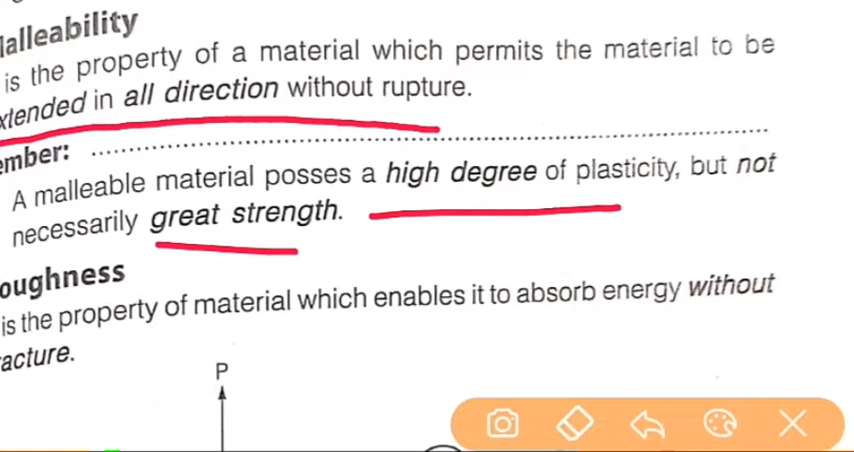 lalleability
is the property of a material which permits the material to be
xtended in all direction without rupture.
ember:
A malleable material posses a high degree of plasticity, but not
necessarily great strength.
oughness
is the property of material which enables it to absorb energy without
acture.
P